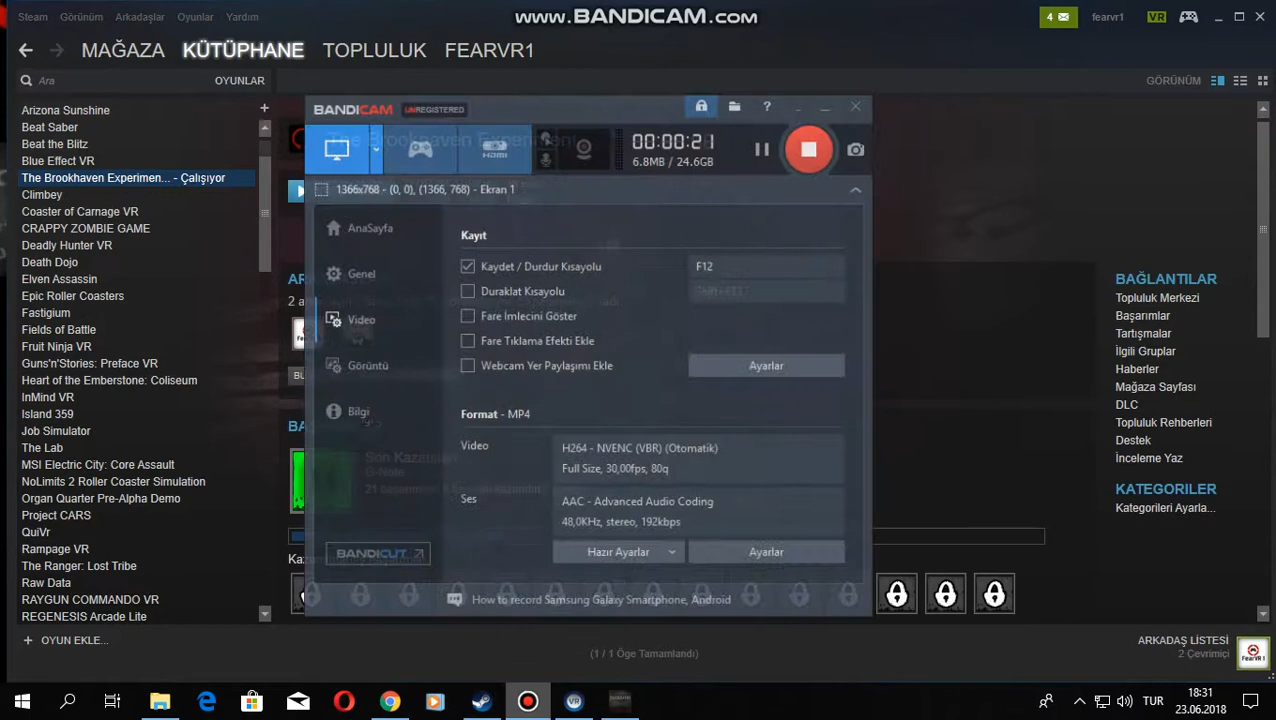 www.BANDICAM.com
Steam Görünüm Arkadaşlar Oyunlar Yardım
4 fearvr1 VR
MAĞAZA KÜTÜPHANE TOPLULUK FEARVR1
Ara OYUNLAR
GÖRÜNÜM
Arizona Sunshine
Beat Saber
Beat the Blitz
Blue Effect VR
The Brookhaven Experimen... - Çalışıyor
Climbey
Coaster of Carnage VR
CRAPPY ZOMBIE GAME
Deadly Hunter VR
Death Dojo
Elven Assassin
Epic Roller Coasters
Fastigium
Fields of Battle
Fruit Ninja VR
Guns'n'Stories: Preface VR
Heart of the Emberstone: Coliseum
InMind VR
Island 359
Job Simulator
The Lab
MSI Electric City: Core Assault
NoLimits 2 Roller Coaster Simulation
Organ Quarter Pre-Alpha Demo
Project CARS
QuiVr
Rampage VR
The Ranger: Lost Tribe
Raw Data
RAYGUN COMMANDO VR
REGENESIS Arcade Lite
OYUN EKLE...
BANDICAM UNREGISTERED
The Brookhaven Experiment
HDMI
00:00:21
6.8MB / 24.6GB
1366x768 - (0, 0), (1366, 768) - Ekran 1
AnaSayfa
Genel
Video
Görüntü
Bilgi
BANDICUT
Kayıt
Kaydet / Durdur Kısayolu F12
Duraklat Kısayolu
Fare İmlecini Göster
Fare Tıklama Efekti Ekle
Webcam Yer Paylaşımı Ekle Ayarlar
Format - MP4
Video
H264 - NVENC (VBR) (Otomatik)
Full Size, 30,00fps, 80q
Ses
AAC - Advanced Audio Coding
48,0KHz, stereo, 192kbps
Hazır Ayarlar Ayarlar
How to record Samsung Galaxy Smartphone, Android
G-Note
BAĞLANTILAR
Topluluk Merkezi
Başarımlar
Tartışmalar
İlgili Gruplar
Haberler
Mağaza Sayfası
DLC
Topluluk Rehberleri
Destek
İnceleme Yaz
KATEGORILER
Kategorileri Ayarla...
(1 / 1 Öge Tamamlandı)
ARKADAŞ LİSTESİ
2 Çevrimiçi
FearVR 1
VR
TUR
18:31
23.06.2018